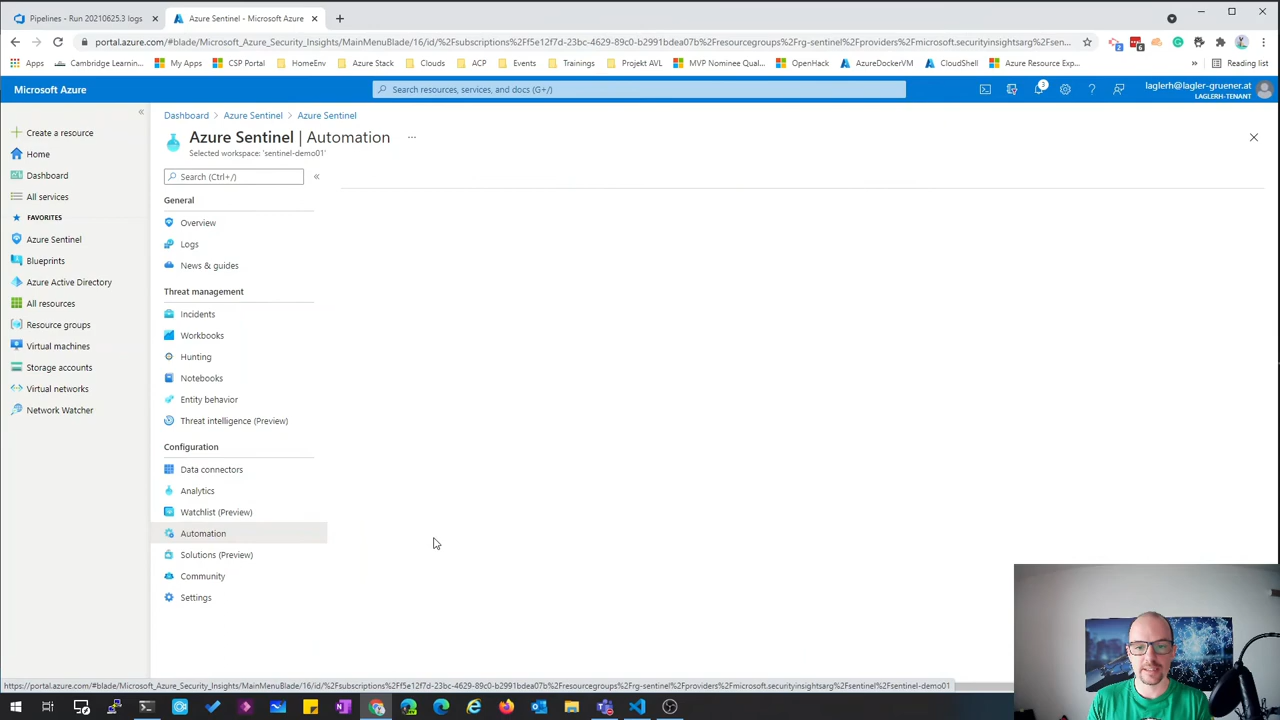 Pipelines - Run 20210625.3 logs
Azure Sentinel - Microsoft Azure
portal.azure.com/#blade/Microsoft_Azure_Security_Insights/MainMenuBlade/16/id/%2Fsubscriptions%2Ff5e12f7d-23bc-4629-89c0-b2991bdea07b%2Fresourcegroups%2Frg-sentinel%2Fproviders%2Fmicrosoft.securityinsightsarg%2Fsen...
Apps
Cambridge Learning...
My Apps
CSP Portal
HomeEnv
Azure Stack
Clouds
ACP
Events
Trainings
Projekt AVL
MVP Nominee Qual...
OpenHack
AzureDockerVM
CloudShell
Azure Resource Exp...
»
Reading list
Microsoft Azure
Search resources, services, and docs (G+/)
3
laglerh@lagler-gruener.at
LAGLERH-TENANT
Create a resource
Home
Dashboard
All services
FAVORITES
Azure Sentinel
Blueprints
Azure Active Directory
All resources
Resource groups
Virtual machines
Storage accounts
Virtual networks
Network Watcher
Dashboard
Azure Sentinel
Azure Sentinel
Azure Sentinel | Automation
...
Selected workspace: 'sentinel-demo01'
Search (Ctrl+/)
General
Overview
Logs
News & guides
Threat management
Incidents
Workbooks
Hunting
Notebooks
Entity behavior
Threat intelligence (Preview)
Configuration
Data connectors
Analytics
Watchlist (Preview)
Automation
Solutions (Preview)
Community
Settings
https://portal.azure.com/#blade/Microsoft_Azure_Security_Insights/MainMenuBlade/16/id/%2Fsubscriptions%2Ff5e12f7d-23bc-4629-89c0-b2991bdea07b%2Fresourcegroups%2Frg-sentinel%2Fproviders%2Fmicrosoft.securityinsightsarg%2Fsentinel%2Fsentinel-demo01